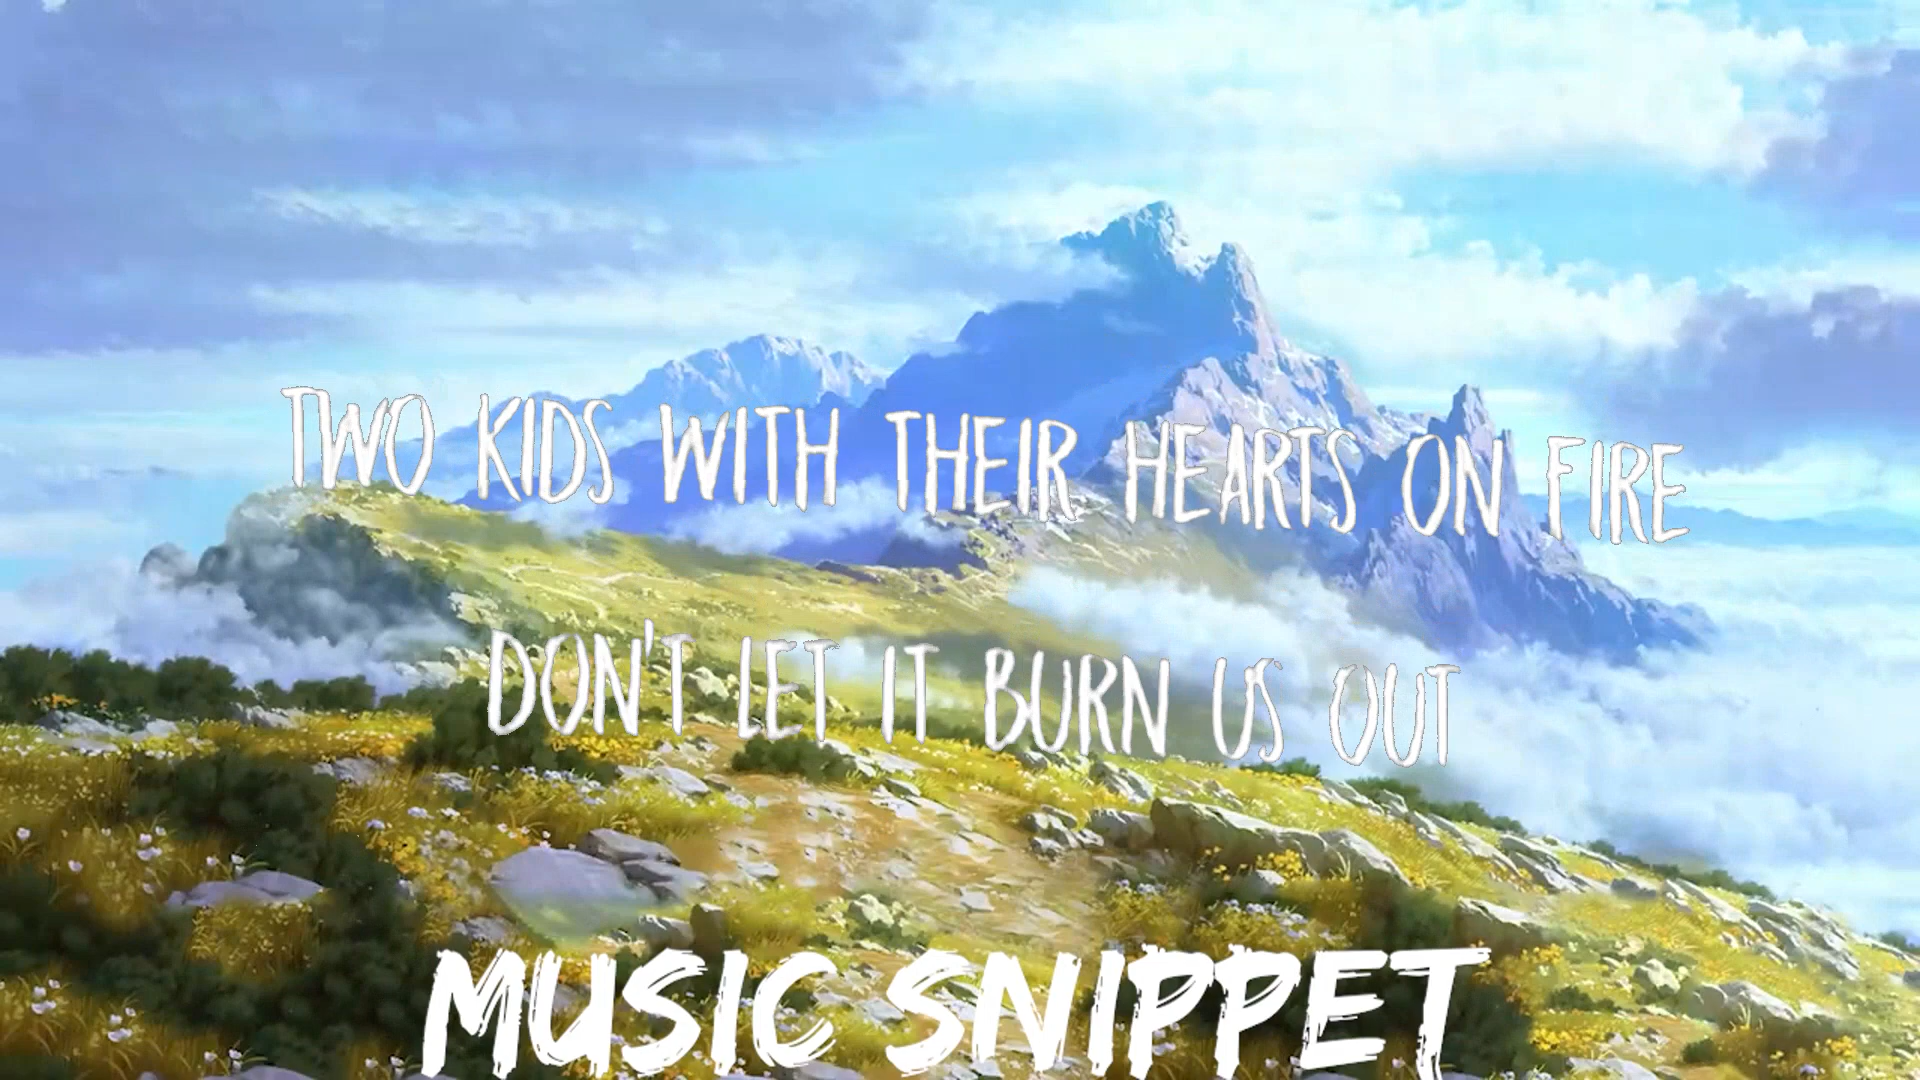 TWO KIDS WITH THEIR HEARTS ON FIRE
DON'T LET IT BURN US OUT
MUSIC SNIPPET